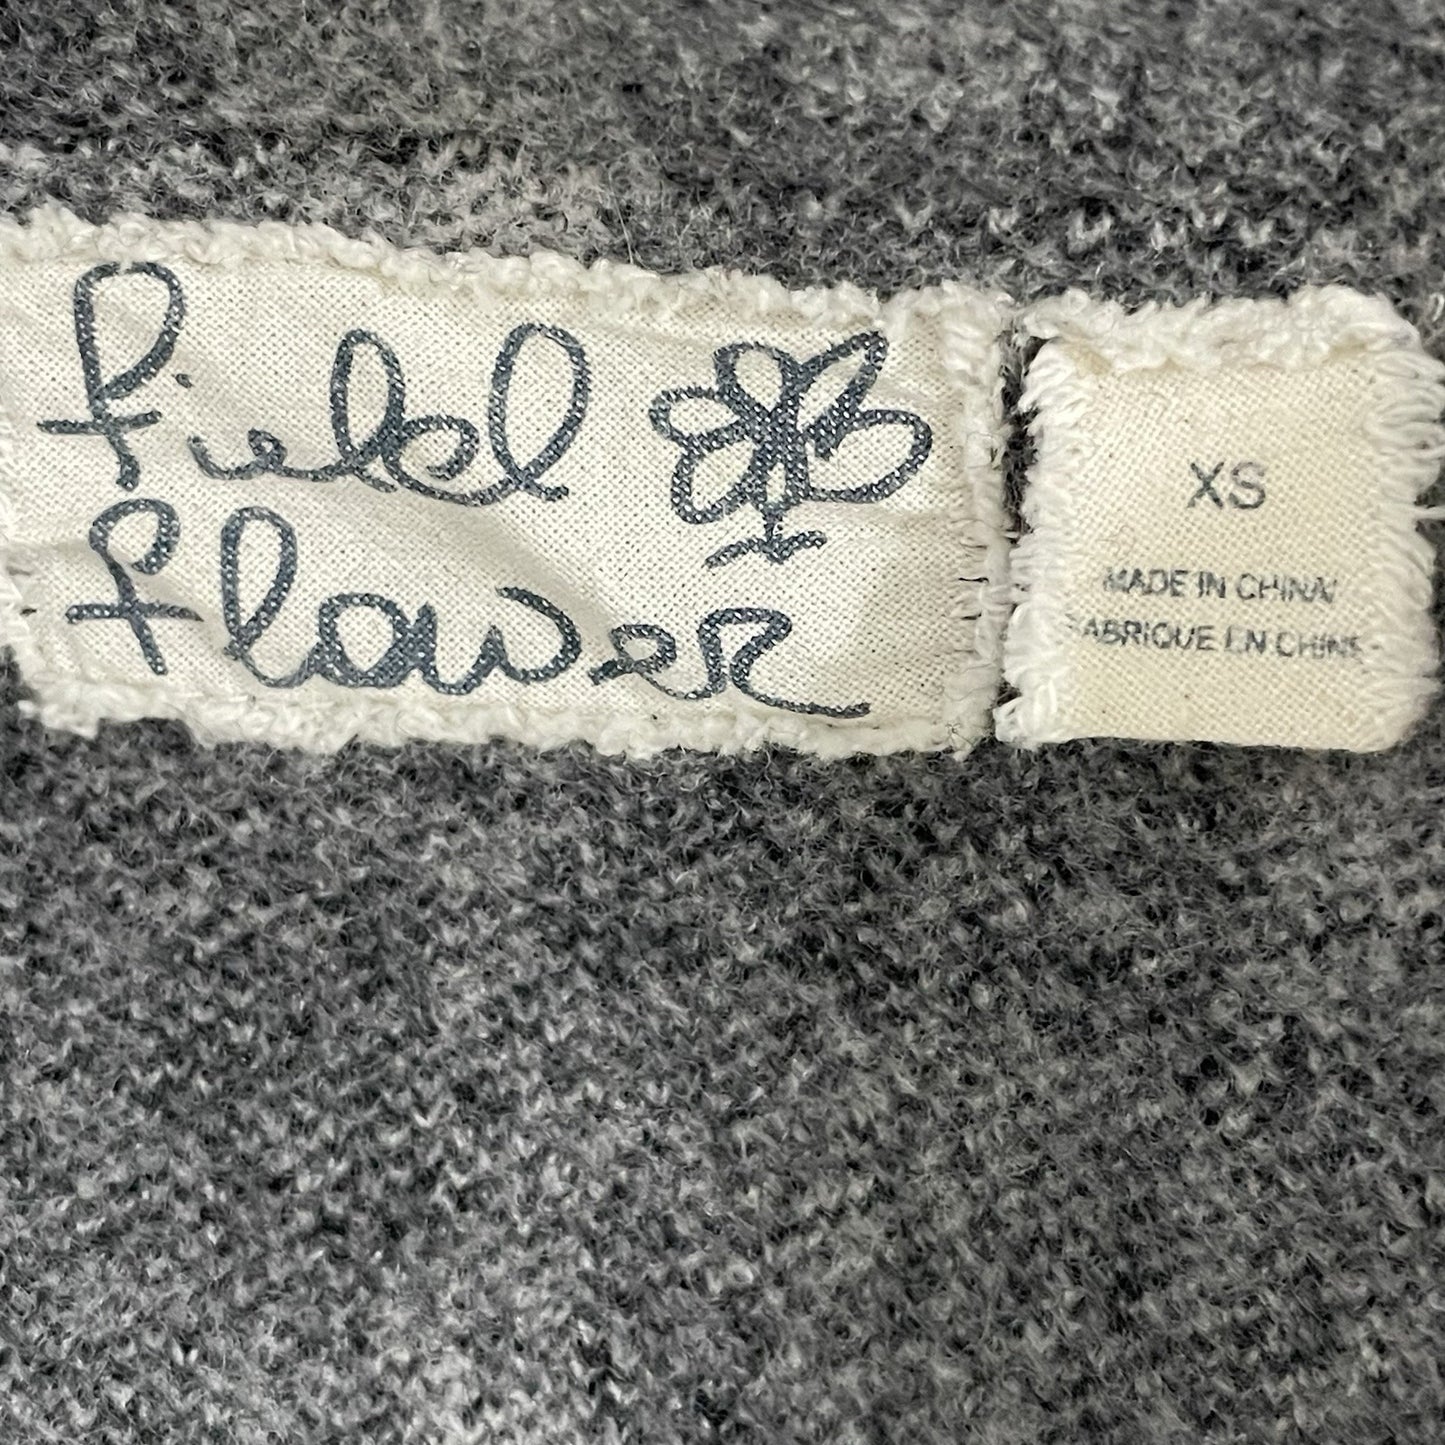 field
flower
XS
MADE IN CHINA
FABRIQUE EN CHINE